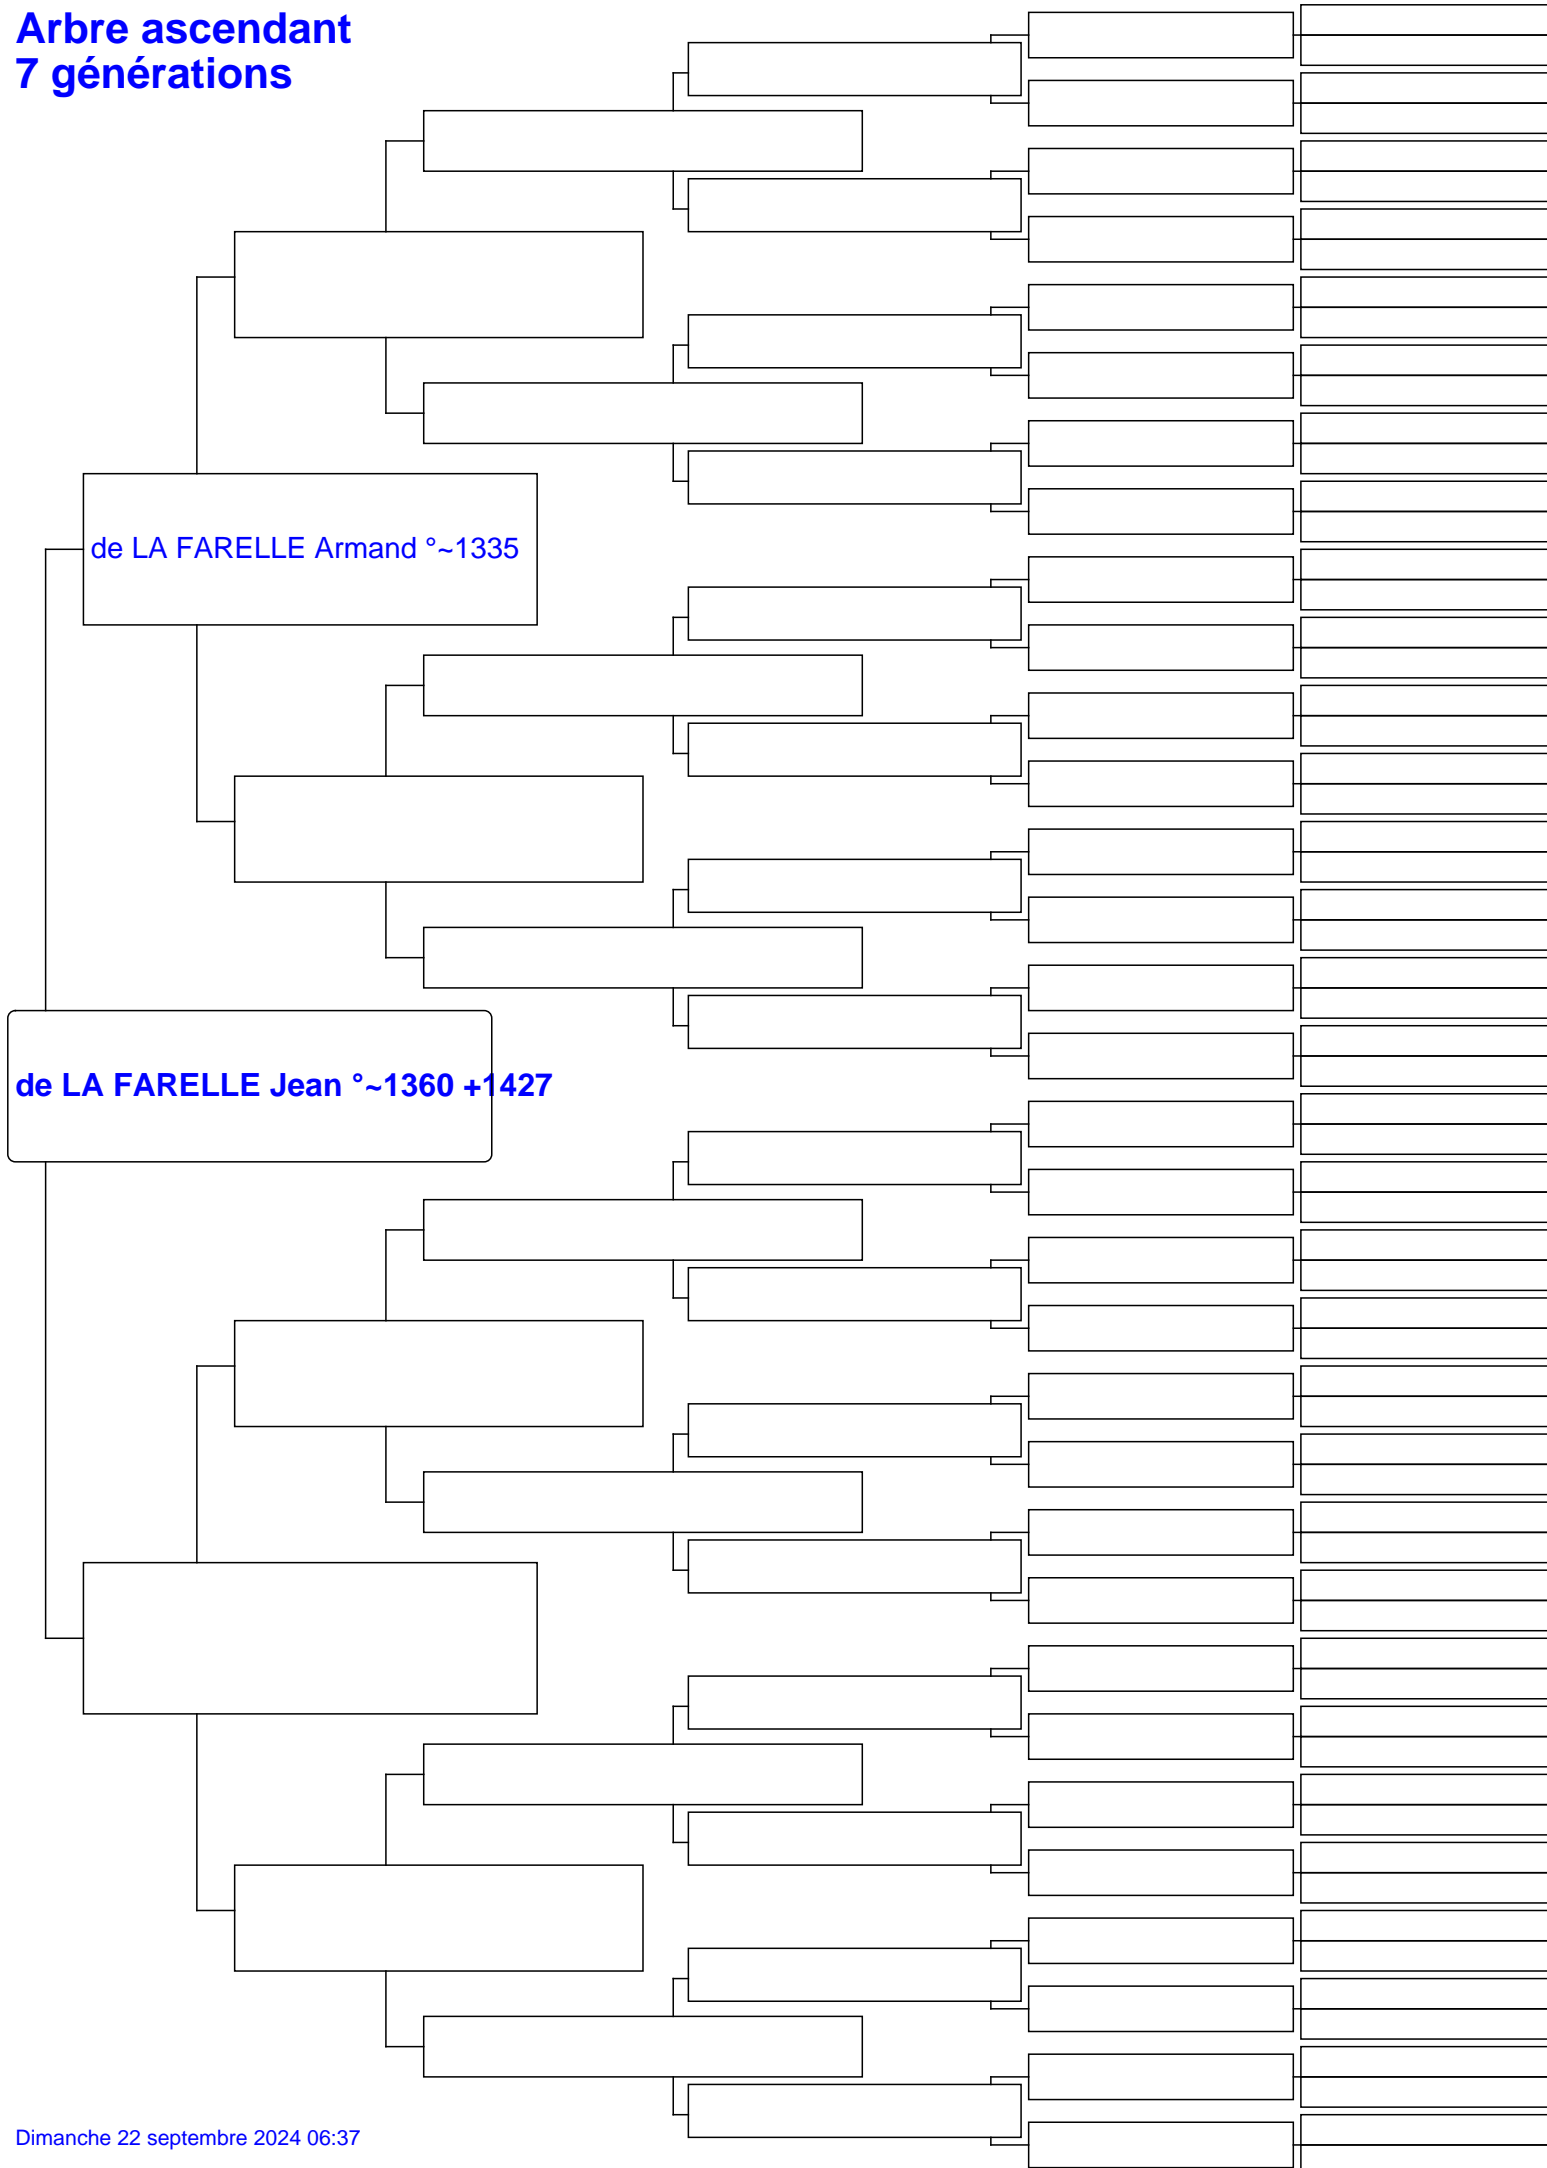 Arbre ascendant
7 générations
de LA FARELLE Armand °~1335
de LA FARELLE Jean °~1360 +1427
Dimanche 22 septembre 2024 06:37